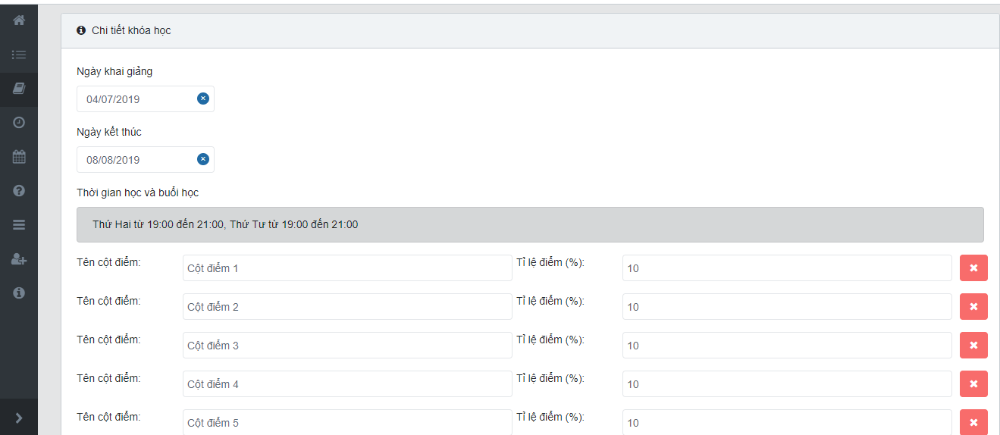 Chi tiết khóa học
Ngày khai giảng
04/07/2019
Ngày kết thúc
08/08/2019
Thời gian học và buổi học
Thứ Hai từ 19:00 đến 21:00, Thứ Tư từ 19:00 đến 21:00
Tên cột điểm: Cột điểm 1 Tỉ lệ điểm (%): 10
Tên cột điểm: Cột điểm 2 Tỉ lệ điểm (%): 10
Tên cột điểm: Cột điểm 3 Tỉ lệ điểm (%): 10
Tên cột điểm: Cột điểm 4 Tỉ lệ điểm (%): 10
Tên cột điểm: Cột điểm 5 Tỉ lệ điểm (%): 10